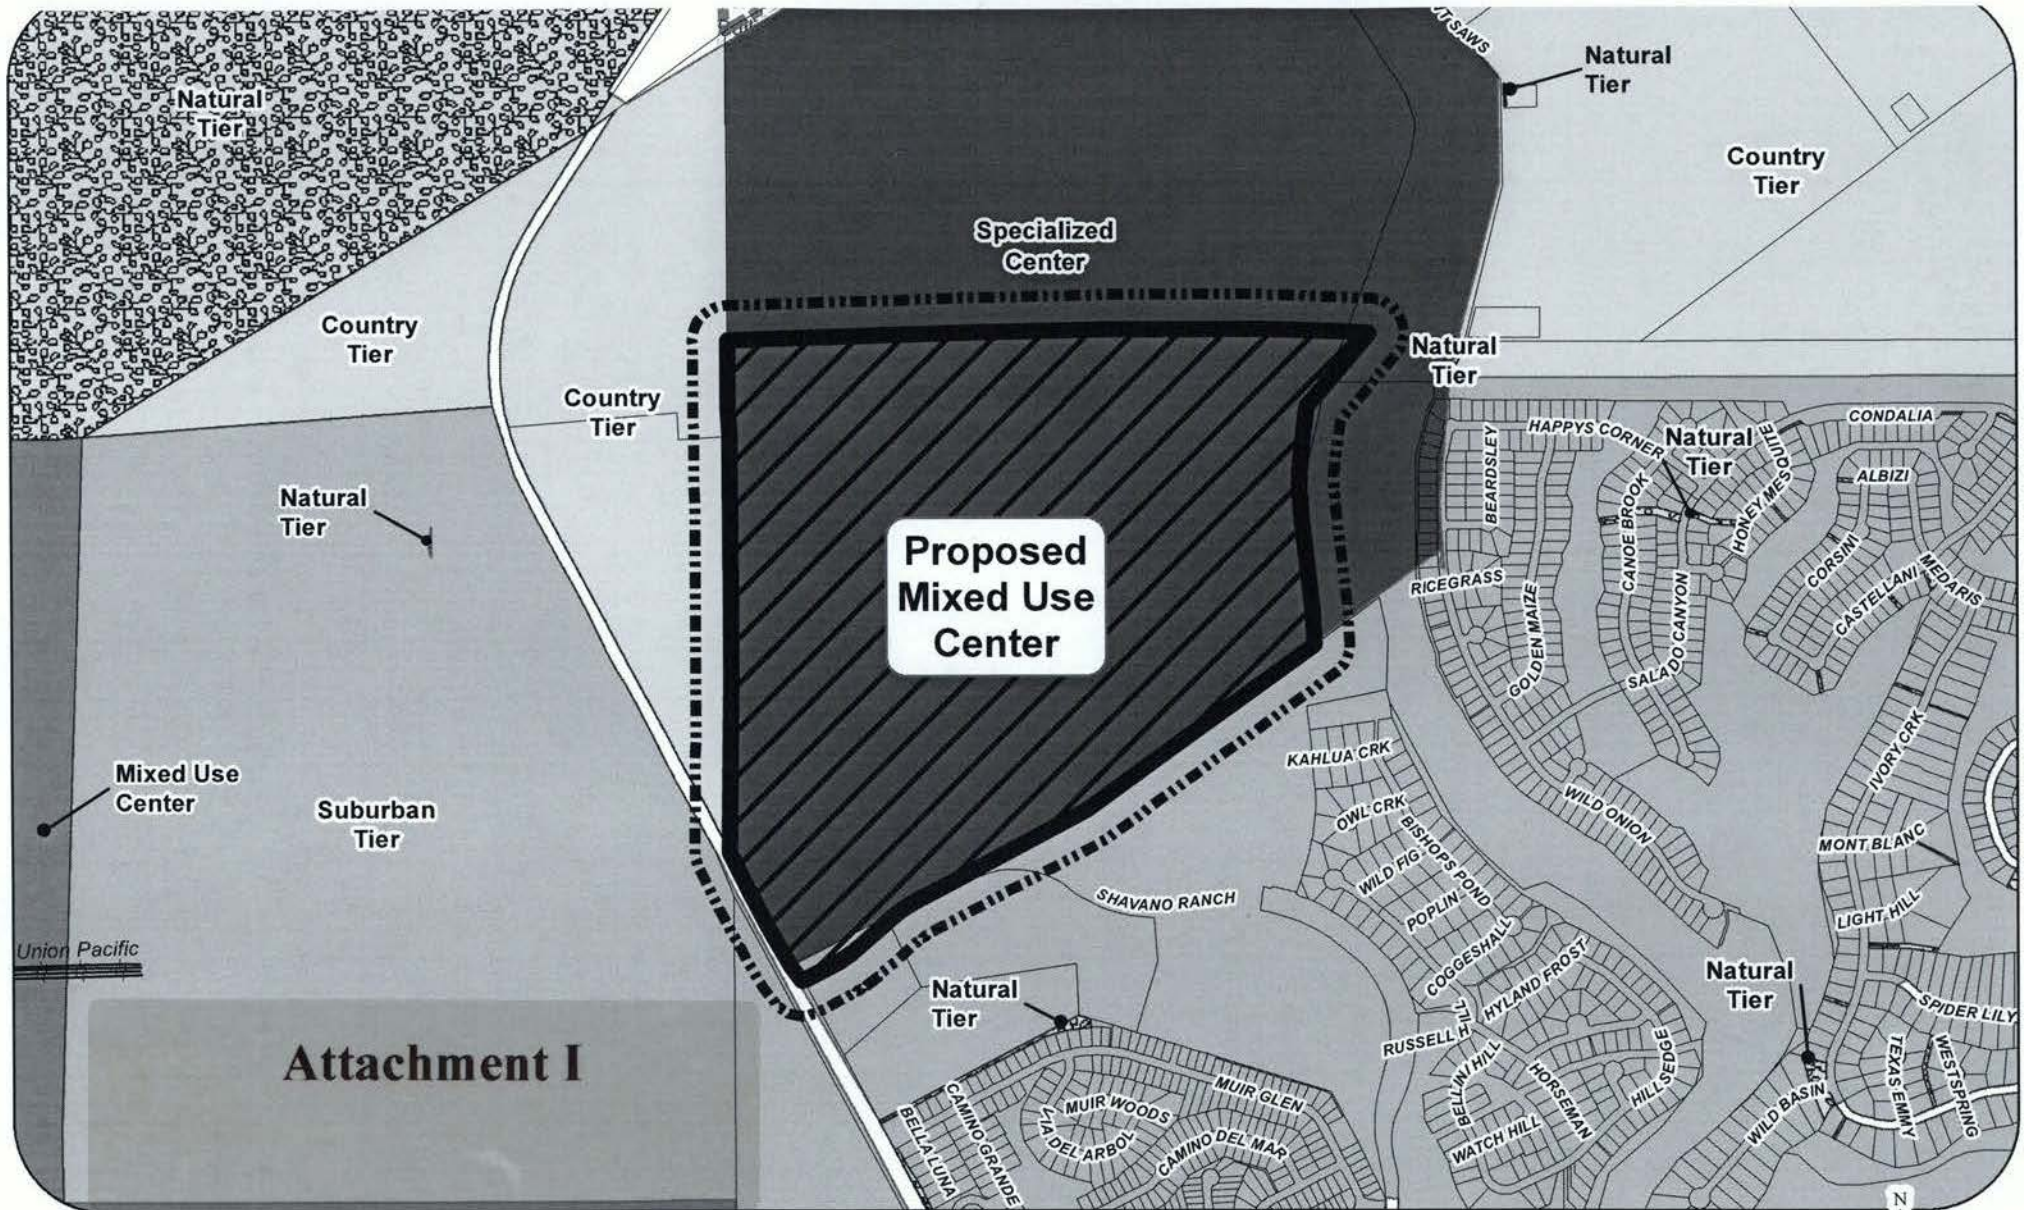 Natural
Tier
Natural
Tier
Country
Tier
Specialized
Center
Country
Tier
Natural
Tier
Country
Tier
CONDALIA
HAPPYS CORNER
Natural
Tier
BEARDSLEY
HONEY MESQUITE
ALBIZI
CANOE BROOK
Natural
Tier
Proposed
Mixed Use
Center
RICEGRASS
GOLDEN MAIZE
SALADO CANYON
CORSINI
CASTELLANI
MEDARIS
KAHLUA CRK
IVORY CRK
Mixed Use
Center
Suburban
Tier
OWL CRK
BISHOPS POND
WILD ONION
MONT BLANC
WILD FIG
POPLIN
SHAVANO RANCH
LIGHT HILL
COGGESHALL
HYLAND FROST
Union Pacific
Natural
Tier
Natural
Tier
SPIDER LILY
RUSSELL HILL
Attachment I
BELLINI HILL
HORSEMAN
HILLSEDGE
TEXAS EMMY
WESTSPRING
MUIR GLEN
MUIR WOODS
CAMINO GRANDE
BELLA LUNA
VIA DEL ARBOL
CAMINO DEL MAR
WATCH HILL
WILD BASIN
N